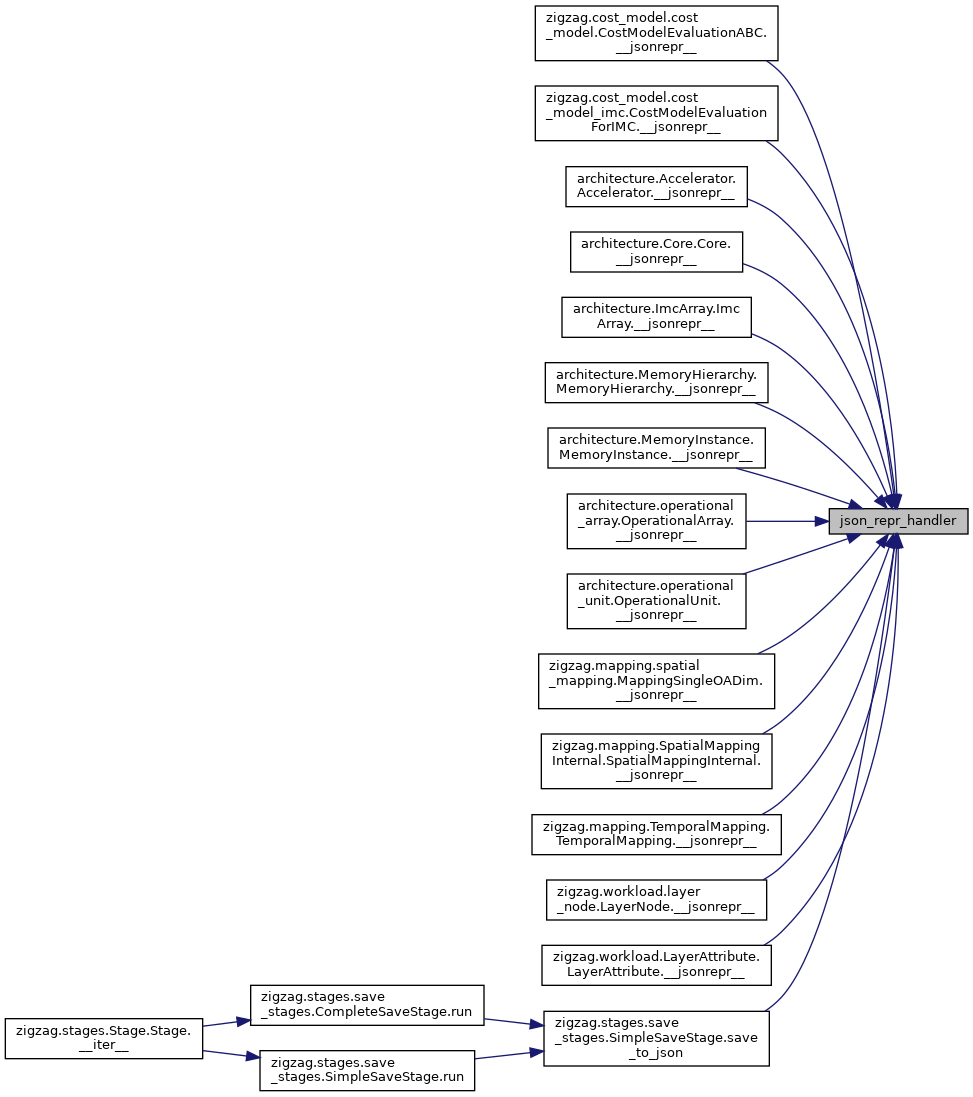 zigzag.cost_model.cost
_model.CostModelEvaluationABC.
__jsonrepr__
zigzag.cost_model.cost
_model_imc.CostModelEvaluation
ForIMC.__jsonrepr__
architecture.Accelerator.
Accelerator.__jsonrepr__
architecture.Core.Core.
__jsonrepr__
architecture.ImcArray.Imc
Array.__jsonrepr__
architecture.MemoryHierarchy.
MemoryHierarchy.__jsonrepr__
architecture.MemoryInstance.
MemoryInstance.__jsonrepr__
architecture.operational
_array.OperationalArray.
__jsonrepr__
json_repr_handler
architecture.operational
_unit.OperationalUnit.
__jsonrepr__
zigzag.mapping.spatial
_mapping.MappingSingleOADim.
__jsonrepr__
zigzag.mapping.SpatialMapping
Internal.SpatialMappingInternal.
__jsonrepr__
zigzag.mapping.TemporalMapping.
TemporalMapping.__jsonrepr__
zigzag.workload.layer
_node.LayerNode.__jsonrepr__
zigzag.workload.LayerAttribute.
LayerAttribute.__jsonrepr__
zigzag.stages.save
_stages.CompleteSaveStage.run
zigzag.stages.Stage.Stage.
__iter__
zigzag.stages.save
_stages.SimpleSaveStage.save
_to_json
zigzag.stages.save
_stages.SimpleSaveStage.run